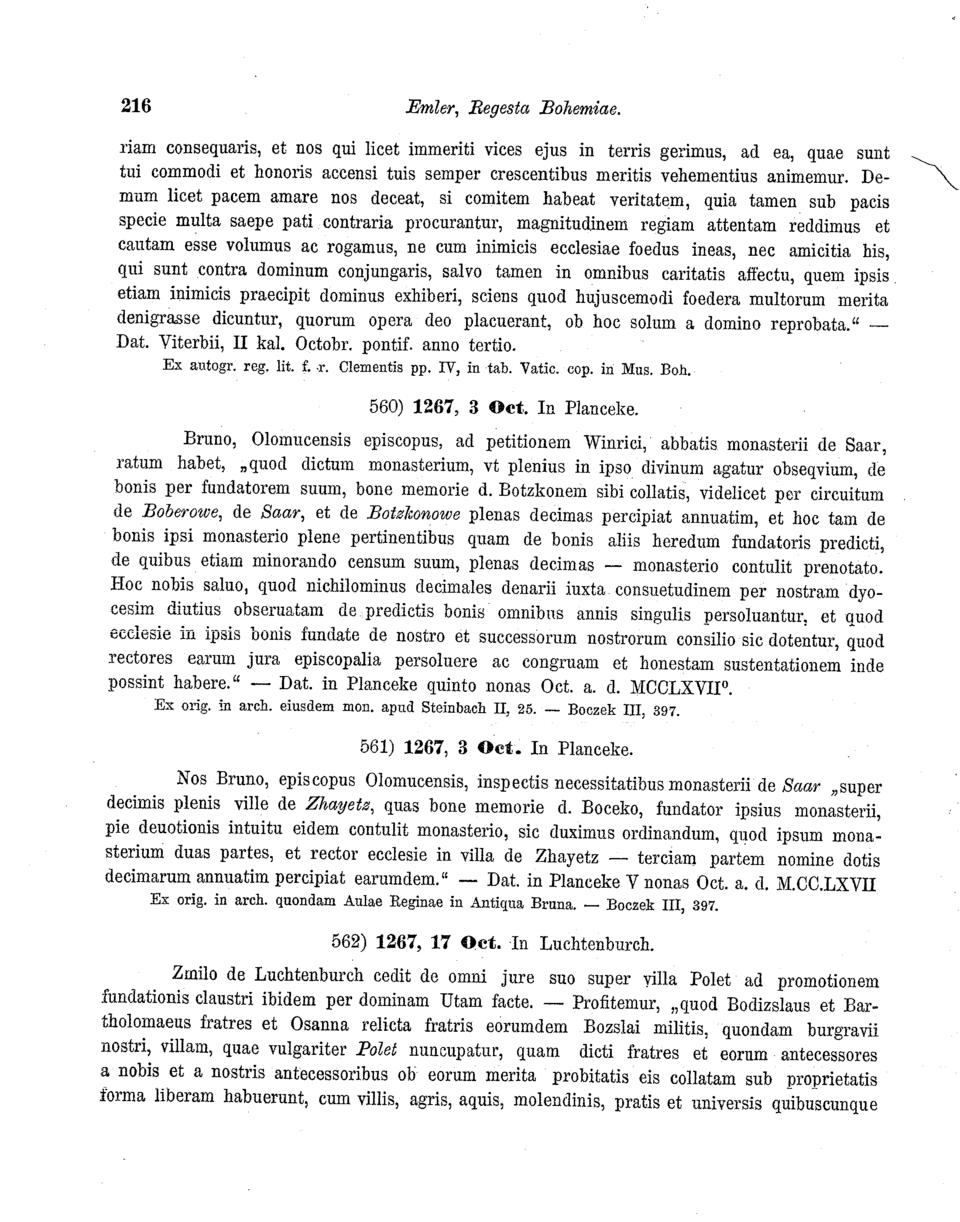 216 Emler, Regesta Bohemiae.
riam consequaris, et nos qui licet immeriti vices ejus in terris gerimus, ad ea, quae sunt
tui commodi et honoris accensi tuis semper crescentibus meritis vehementius animemur. De-
mum licet pacem amare nos deceat, si comitem habeat veritatem, quia tamen sub pacis
specie multa saepe pati contraria procurantur, magnitudinem regiam attentam reddimus et
cautam esse volumus ac rogamus, ne cum inimicis ecclesiae foedus ineas, nec amicitia his,
qui sunt contra dominum conjungaris, salvo tamen in omnibus caritatis affectu, quem ipsis
etiam inimicis praecipit dominus exhiberi, sciens quod hujuscemodi foedera multorum merita
denigrasse dicuntur, quorum opera deo placuerant, ob hoc solum a domino reprobata.“ —
Dat. Viterbii, II kal. Octobr. pontif. anno tertio.
Ex autogr. reg. lit. f. r. Clementis pp. IV, in tab. Vatic. cop. in Mus. Boh.
560) 1267, 3 Oct. In Planceke.
Bruno, Olomucensis episcopus, ad petitionem Winrici, abbatis monasterii de Saar,
ratum habet, „quod dictum monasterium, vt plenius in ipso divinum agatur obseqvium, de
bonis per fundatorem suum, bone memorie d. Botzkonem sibi collatis, videlicet per circuitum
de Boberowe, de Saar, et de Botzkonowe plenas decimas percipiat annuatim, et hoc tam de
bonis ipsi monasterio plene pertinentibus quam de bonis aliis heredum fundatoris predicti,
de quibus etiam minorando censum suum, plenas decimas — monasterio contulit prenotato.
Hoc nobis saluo, quod nichilominus decimales denarii iuxta consuetudinem per nostram dyo-
cesim diutius obseruatam de predictis bonis omnibus annis singulis persoluantur, et quod
ecclesie in ipsis bonis fundate de nostro et successorum nostrorum consilio sic dotentur, quod
rectores earum jura episcopalia persoluere ac congruam et honestam sustentationem inde
possint habere.“ — Dat. in Planceke quinto nonas Oct. a. d. MCCLXVII⁰.
Ex orig. in arch. eiusdem mon. apud Steinbach II, 25. — Boczek III, 397.
561) 1267, 3 Oct. In Planceke.
Nos Bruno, episcopus Olomucensis, inspectis necessitatibus monasterii de Saar „super
decimis plenis ville de Zhayetz, quas bone memorie d. Boceko, fundator ipsius monasterii,
pie deuotionis intuitu eidem contulit monasterio, sic duximus ordinandum, quod ipsum mona-
sterium duas partes, et rector ecclesie in villa de Zhayetz — terciam partem nomine dotis
decimarum annuatim percipiat earumdem.“ — Dat. in Planceke V nonas Oct. a. d. M.CC.LXVII
Ex orig. in arch. quondam Aulae Reginae in Antiqua Bruna. — Boczek III, 397.
562) 1267, 17 Oct. In Luchtenburch.
Zmilo de Luchtenburch cedit de omni jure suo super villa Polet ad promotionem
fundationis claustri ibidem per dominam Utam facte. — Profitemur, „quod Bodizslaus et Bar-
tholomaeus fratres et Osanna relicta fratris eorumdem Bozslai militis, quondam burgravii
nostri, villam, quae vulgariter Polet nuncupatur, quam dicti fratres et eorum antecessores
a nobis et a nostris antecessoribus ob eorum merita probitatis eis collatam sub proprietatis
forma liberam habuerunt, cum villis, agris, aquis, molendinis, pratis et universis quibuscunque